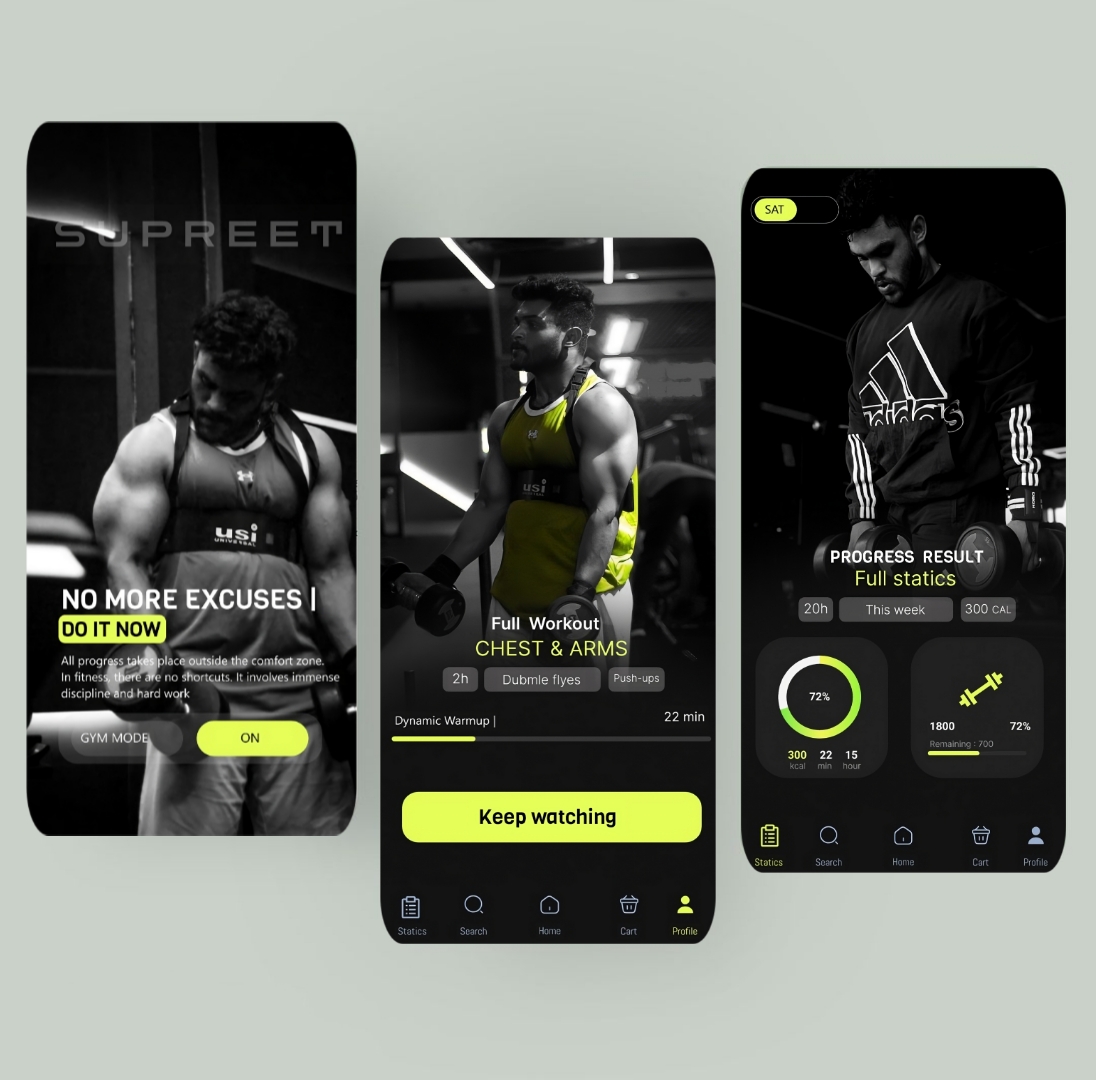 SUPREET
usi
UNIVERSAL
NO MORE EXCUSES |
DO IT NOW
All progress takes place outside the comfort zone.
In fitness, there are no shortcuts. It involves immense
discipline and hard work
GYM MODE
ON
usi
Full Workout
CHEST & ARMS
2h
Dubmle flyes
Push-ups
Dynamic Warmup |
22 min
Keep watching
Statics
Search
Home
Cart
Profile
SAT
adidas
PROGRESS RESULT
Full statics
20h
This week
300 CAL
72%
300
22
15
kcal
min
hour
1800
72%
Remaining : 700
Statics
Search
Home
Cart
Profile